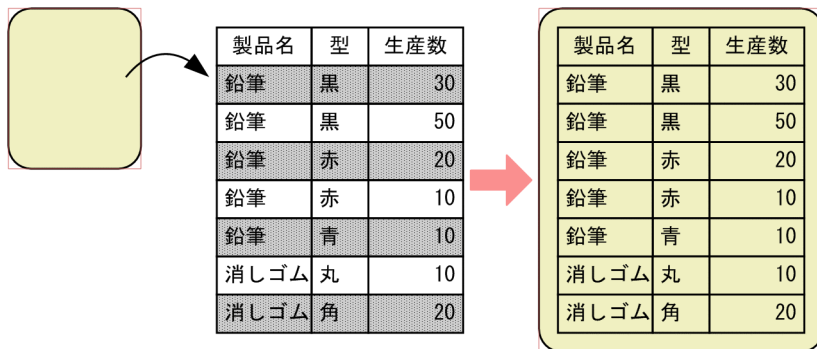 製品名 型 生産数
鉛筆 黒 30
鉛筆 黒 50
鉛筆 赤 20
鉛筆 赤 10
鉛筆 青 10
消しゴム 丸 10
消しゴム 角 20
製品名 型 生産数
鉛筆 黒 30
鉛筆 黒 50
鉛筆 赤 20
鉛筆 赤 10
鉛筆 青 10
消しゴム 丸 10
消しゴム 角 20